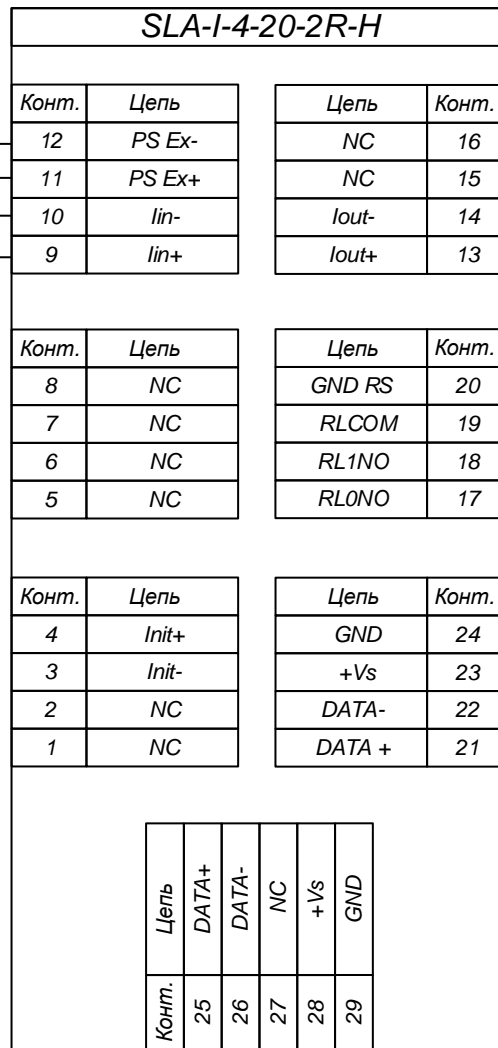 SLA-I-4-20-2R-H
Конт. Цепь Цепь Конт.
12 PS Ex- NC 16
11 PS Ex+ NC 15
10 Iin- Iout- 14
9 Iin+ Iout+ 13
Конт. Цепь Цепь Конт.
8 NC GND RS 20
7 NC RLCOM 19
6 NC RL1NO 18
5 NC RL0NO 17
Конт. Цепь Цепь Конт.
4 Init+ GND 24
3 Init- +Vs 23
2 NC DATA- 22
1 NC DATA + 21
Цепь DATA+ DATA- NC +Vs GND
Конт. 25 26 27 28 29